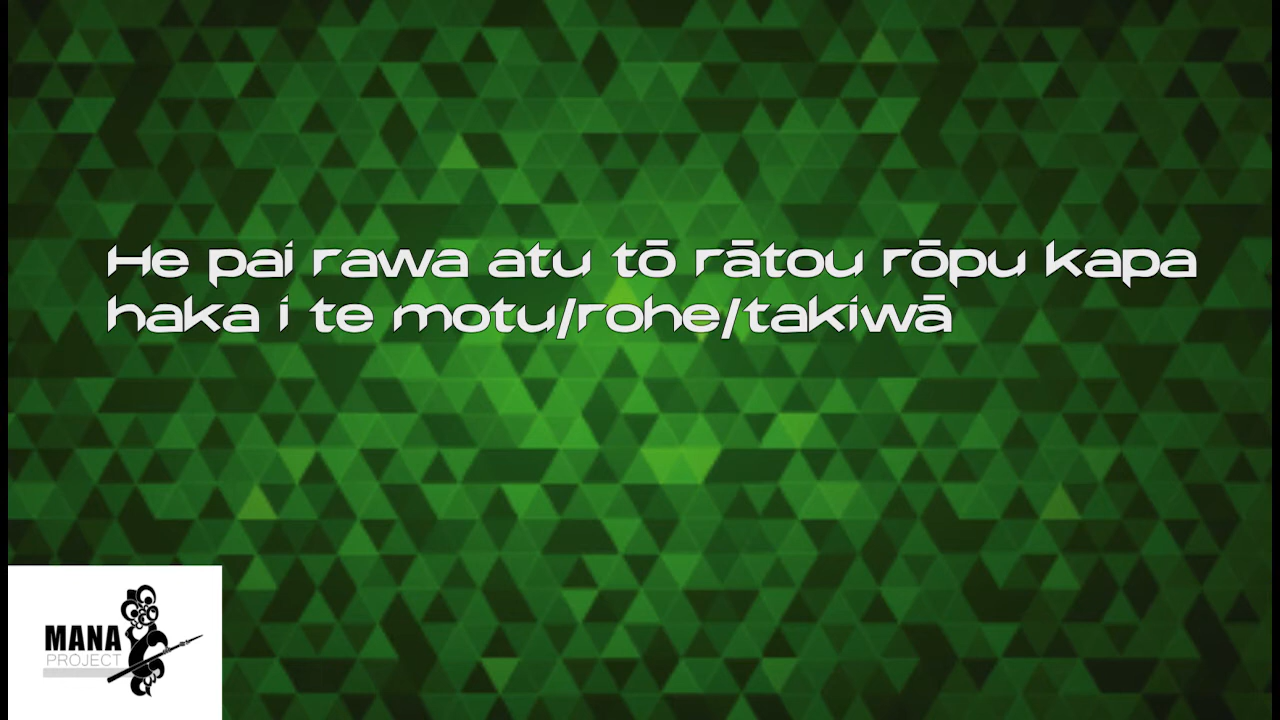 He pai rawa atu tō rātou rōpu kapa
haka i te motu/rohe/takiwā
MANA
PROJECT